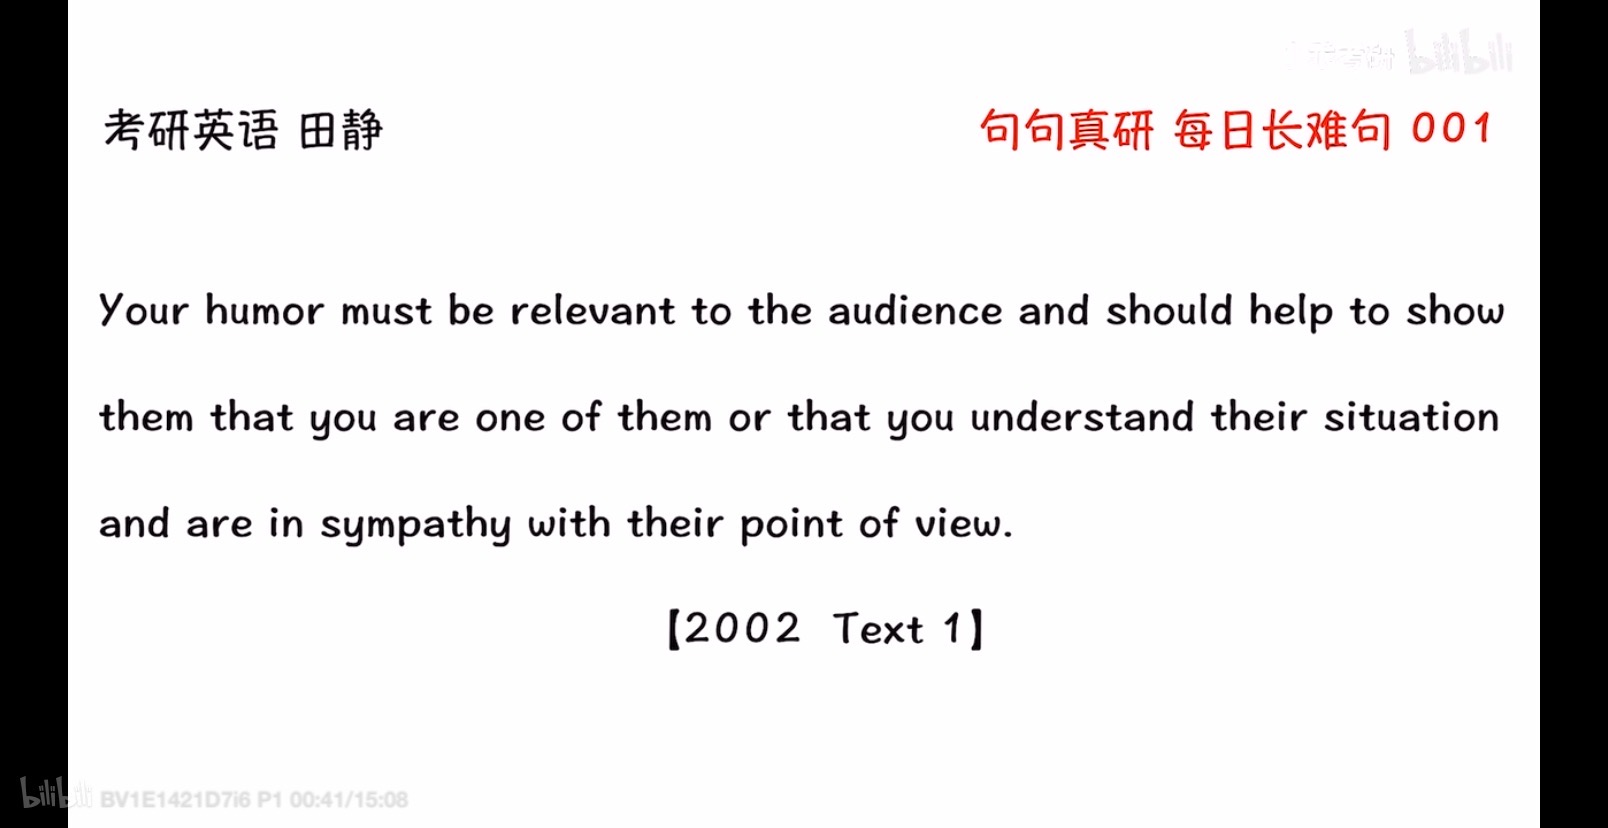 bilibili
考研英语 田静
句句真研 每日长难句 001
Your humor must be relevant to the audience and should help to show
them that you are one of them or that you understand their situation
and are in sympathy with their point of view.
【2002 Text 1】
bilibili BV1E1421D7i6 P1 00:41/15:08